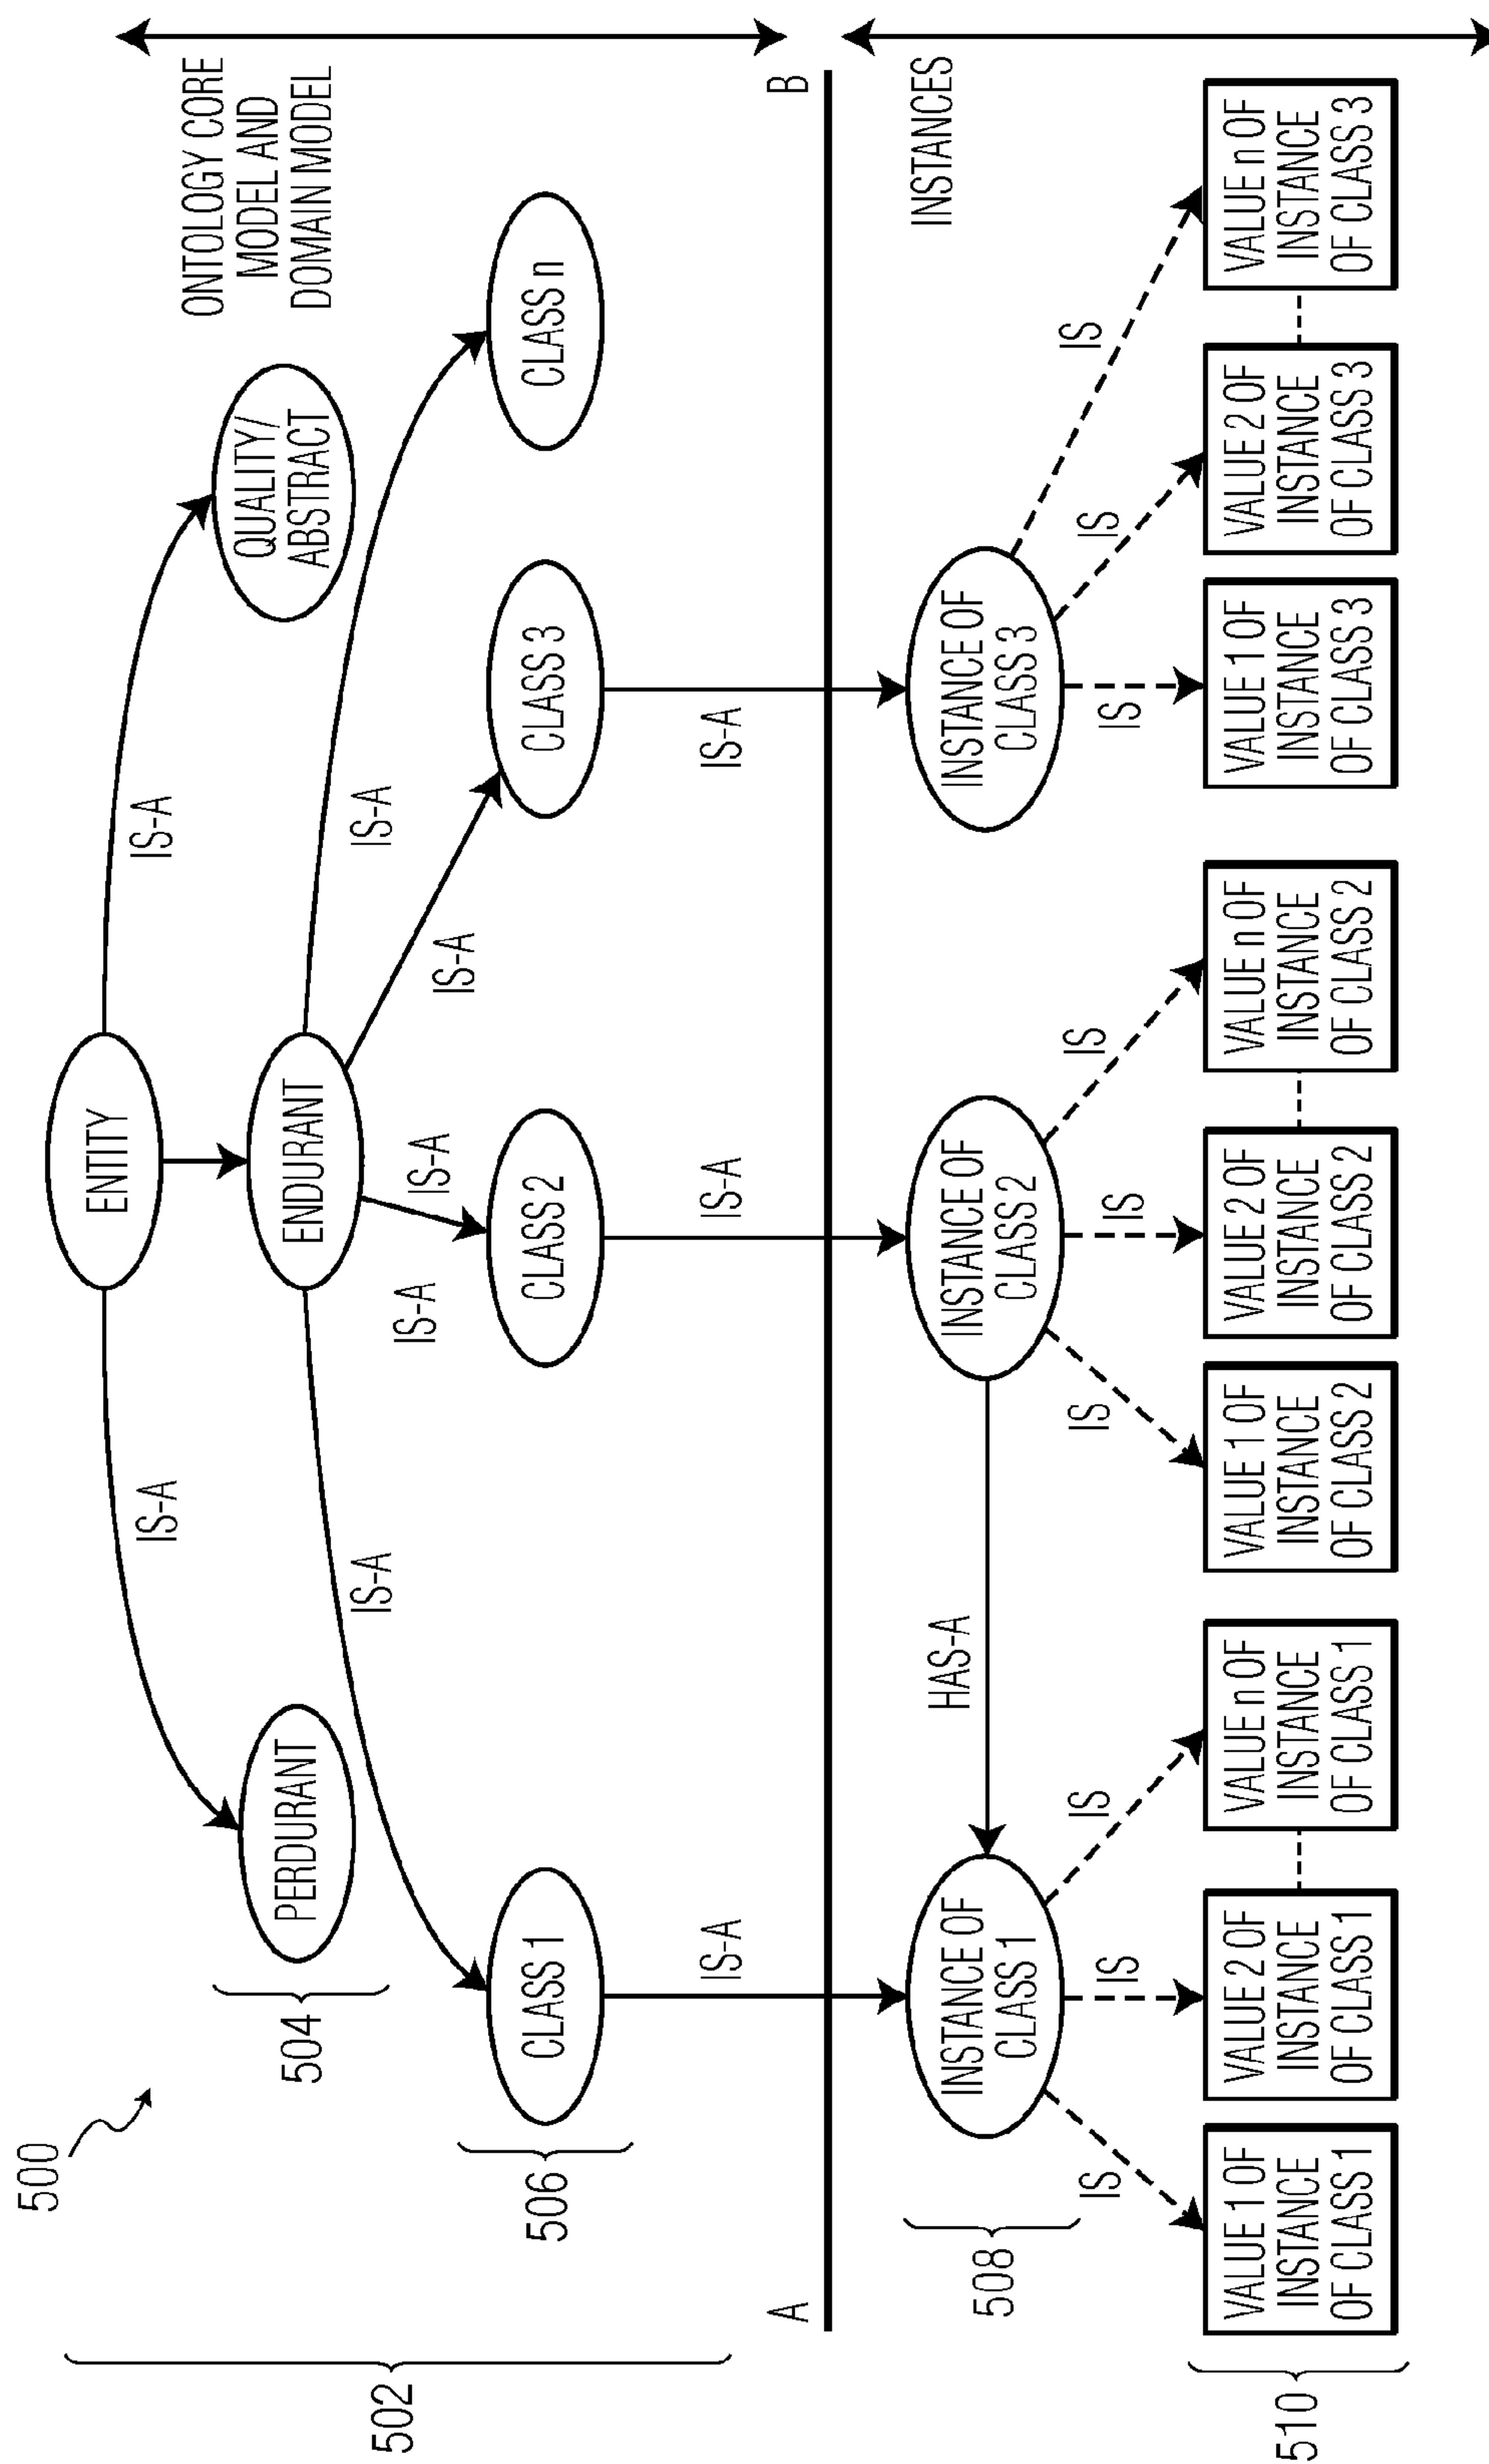 500
502
504
506
ENTITY
IS-A
IS-A
ONTOLOGY CORE
MODEL AND
DOMAIN MODEL
PERDURANT
ENDURANT
QUALITY/
ABSTRACT
IS-A
IS-A
IS-A
IS-A
IS-A
CLASS 1
CLASS 2
CLASS 3
CLASS n
IS-A
IS-A
IS-A
A
B
INSTANCES
508
INSTANCE OF
CLASS 1
HAS-A
INSTANCE OF
CLASS 2
INSTANCE OF
CLASS 3
IS
IS
IS
IS
IS
IS
IS
IS
IS
510
VALUE 1 OF
INSTANCE
OF CLASS 1
VALUE 2 OF
INSTANCE
OF CLASS 1
VALUE n OF
INSTANCE
OF CLASS 1
VALUE 1 OF
INSTANCE
OF CLASS 2
VALUE 2 OF
INSTANCE
OF CLASS 2
VALUE n OF
INSTANCE
OF CLASS 2
VALUE 1 OF
INSTANCE
OF CLASS 3
VALUE 2 OF
INSTANCE
OF CLASS 3
VALUE n OF
INSTANCE
OF CLASS 3